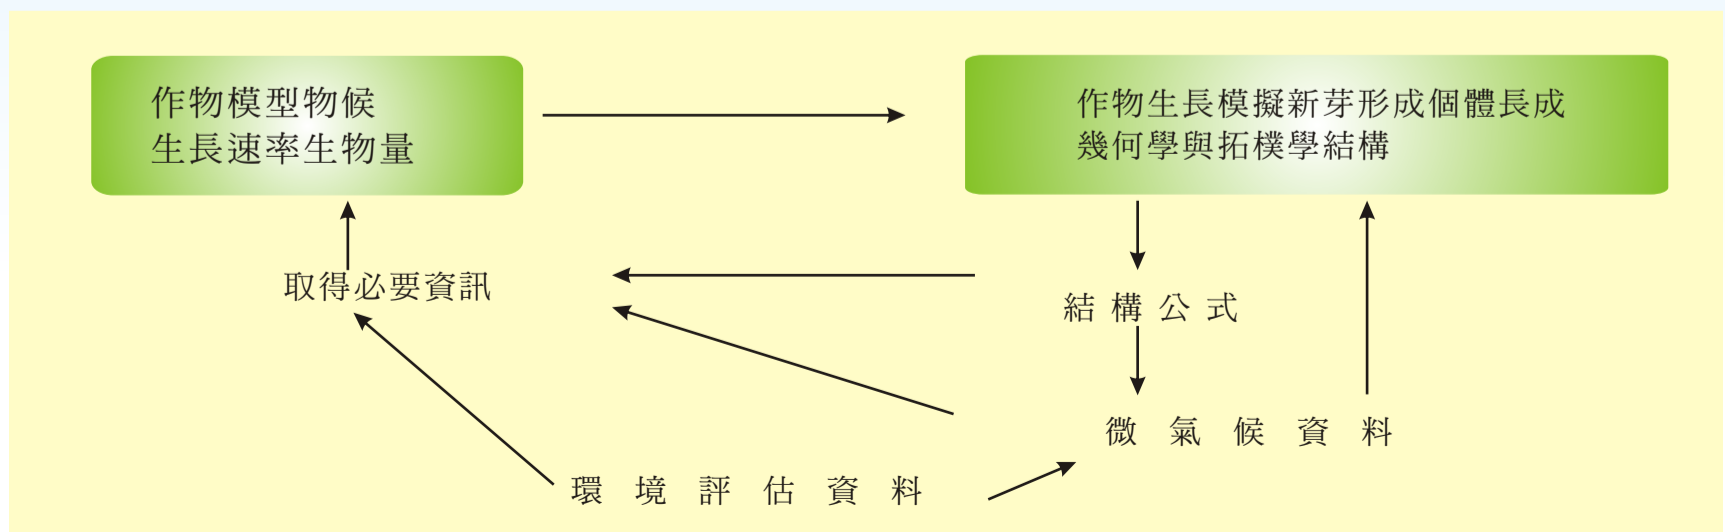 作物模型物候
生長速率生物量
作物生長模擬新芽形成個體長成
幾何學與拓樸學結構
取得必要資訊
結構公式
微氣候資料
環境評估資料